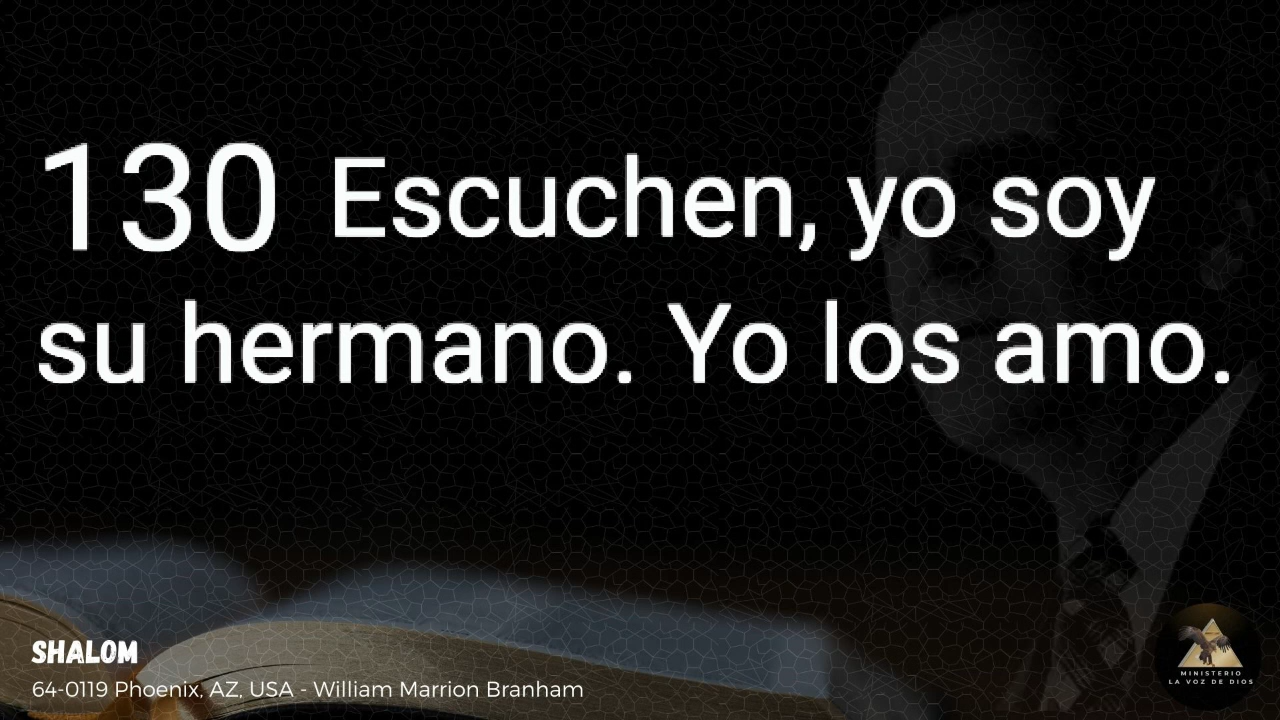 130 Escuchen, yo soy
su hermano. Yo los amo.
SHALOM
64-0119 Phoenix, AZ, USA - William Marrion Branham
MINISTERIO
LA VOZ DE DIOS